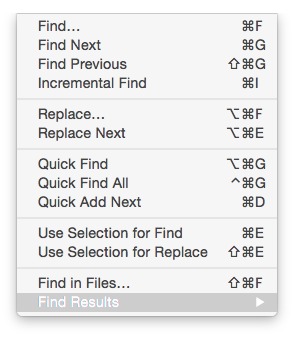 Find… ⌘F
Find Next ⌘G
Find Previous ⇧⌘G
Incremental Find ⌘I
Replace… ⌥⌘F
Replace Next ⌥⌘E
Quick Find ⌥⌘G
Quick Find All ^⌘G
Quick Add Next ⌘D
Use Selection for Find ⌘E
Use Selection for Replace ⇧⌘E
Find in Files… ⇧⌘F
Find Results ▶